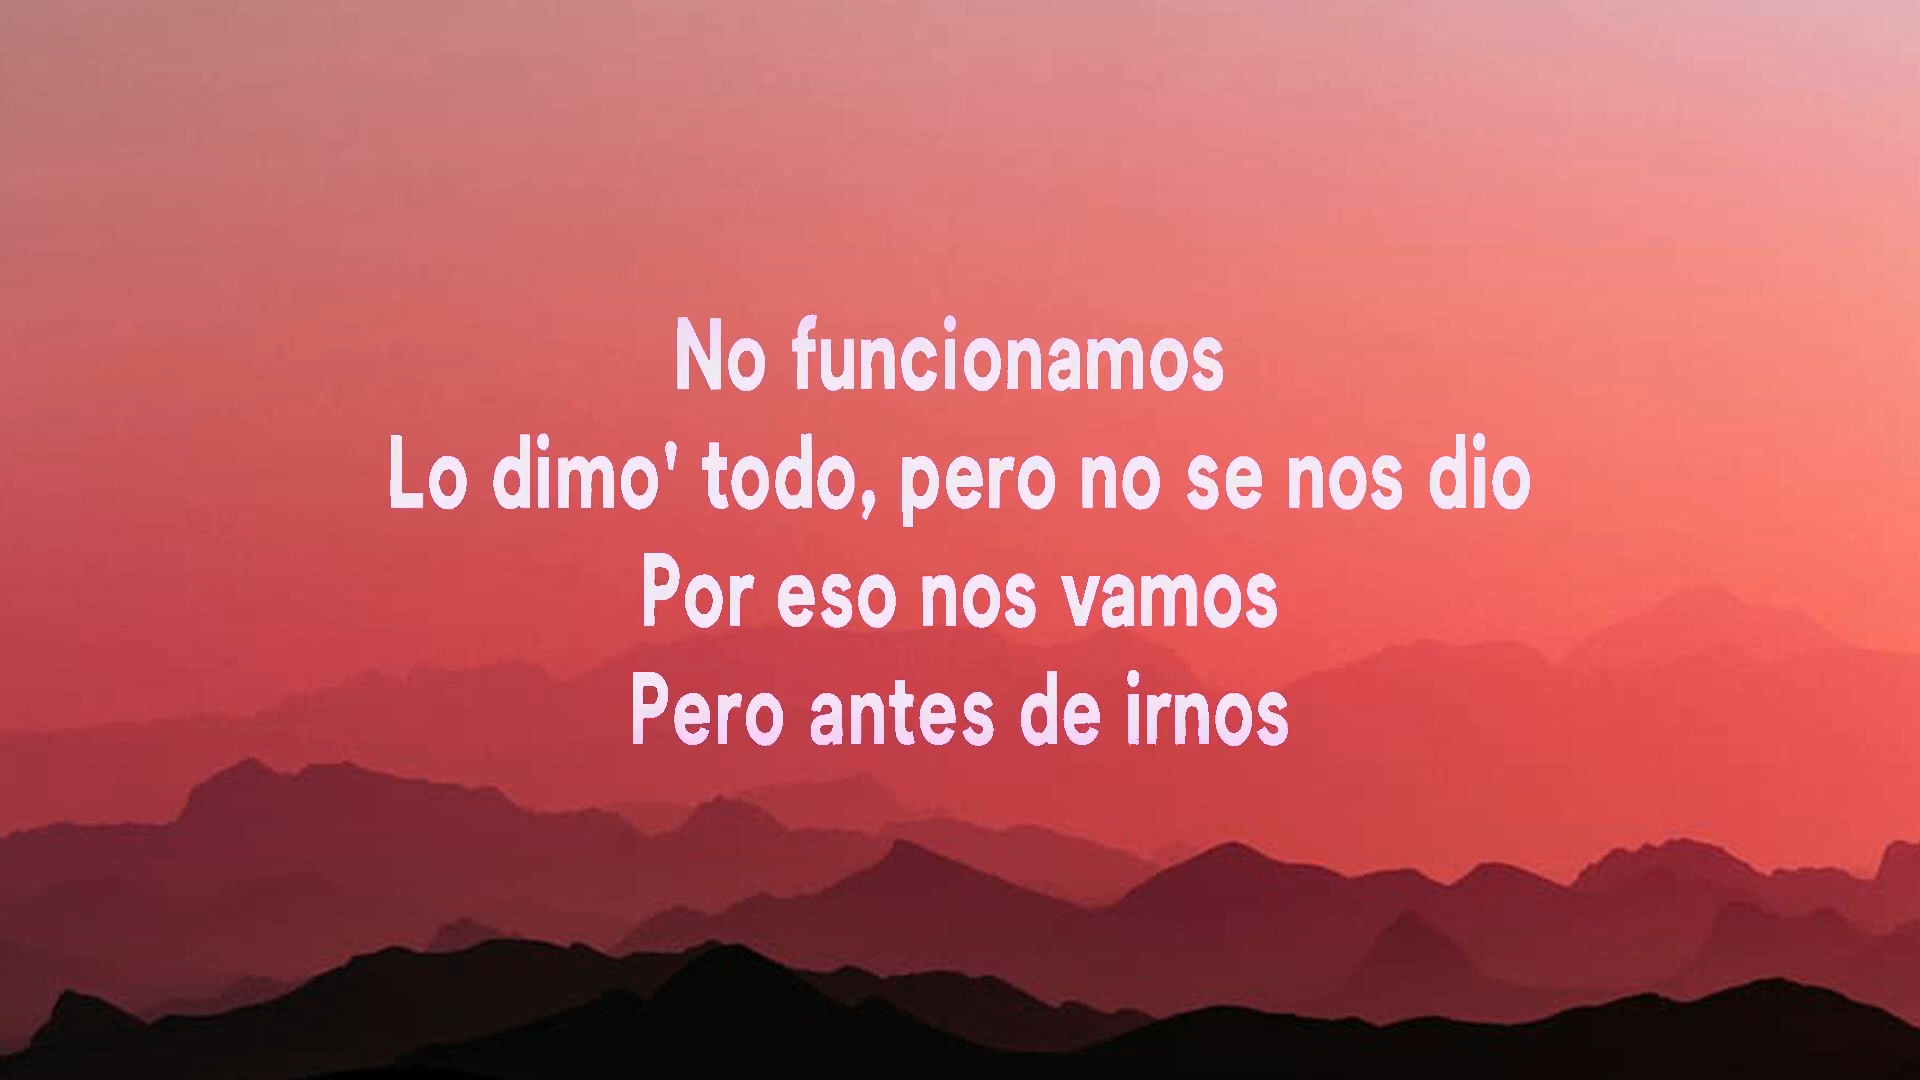 No funcionamos
Lo dimo' todo, pero no se nos dio
Por eso nos vamos
Pero antes de irnos